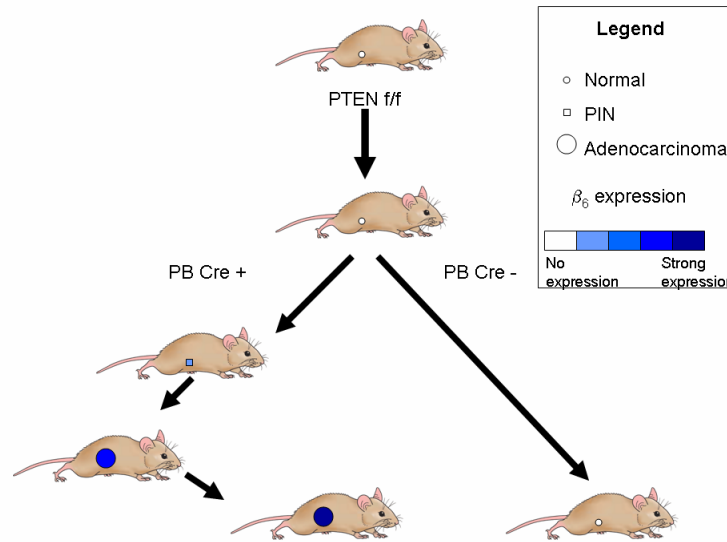 Legend
Normal
PIN
Adenocarcinoma
β6 expression
No expression
Strong expression
PTEN f/f
PB Cre +
PB Cre -